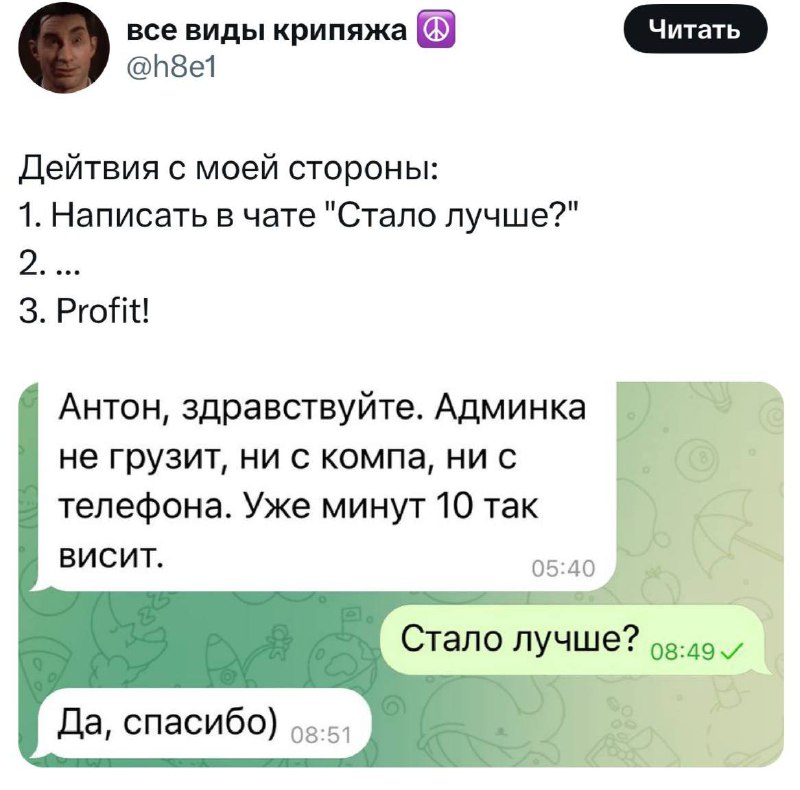 все виды крипяжа ☮
@h8e1
Читать
Дейтвия с моей стороны:
1. Написать в чате "Стало лучше?"
2. ...
3. Profit!
Антон, здравствуйте. Админка
не грузит, ни с компа, ни с
телефона. Уже минут 10 так
висит.
05:40
Стало лучше? 08:49
Да, спасибо) 08:51